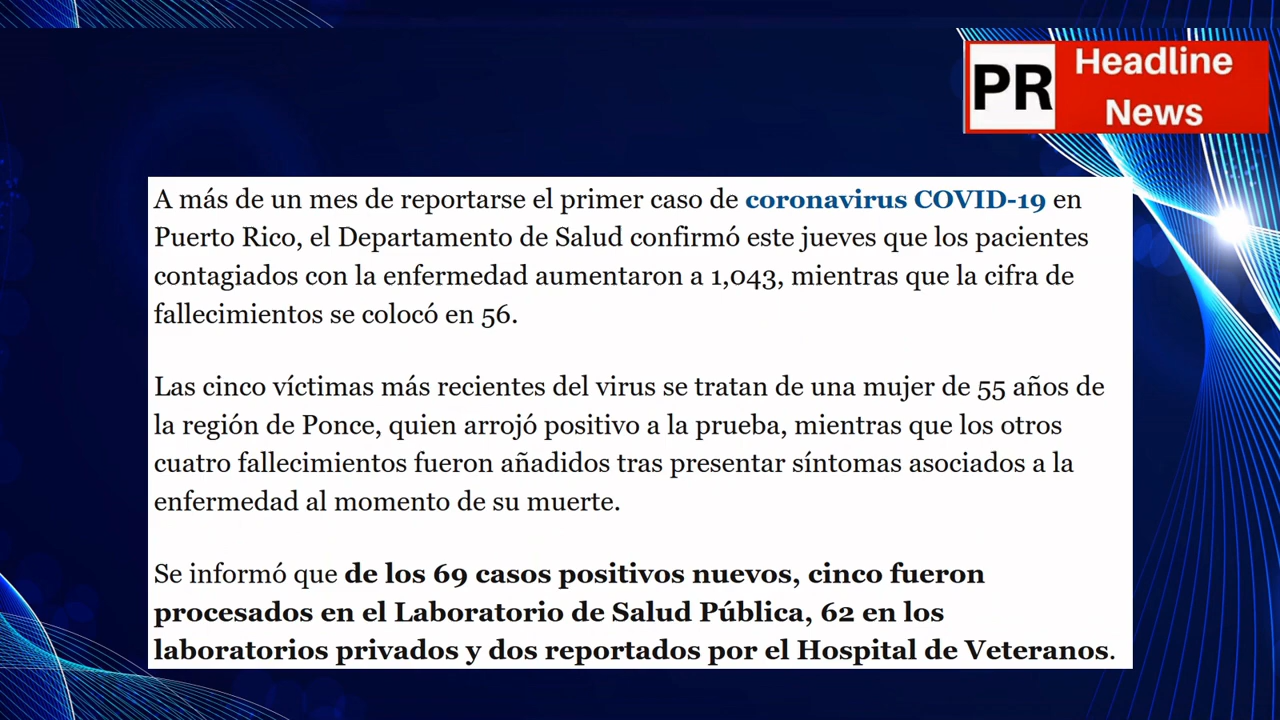 PR
Headline
News
A más de un mes de reportarse el primer caso de coronavirus COVID-19 en
Puerto Rico, el Departamento de Salud confirmó este jueves que los pacientes
contagiados con la enfermedad aumentaron a 1,043, mientras que la cifra de
fallecimientos se colocó en 56.
Las cinco víctimas más recientes del virus se tratan de una mujer de 55 años de
la región de Ponce, quien arrojó positivo a la prueba, mientras que los otros
cuatro fallecimientos fueron añadidos tras presentar síntomas asociados a la
enfermedad al momento de su muerte.
Se informó que de los 69 casos positivos nuevos, cinco fueron
procesados en el Laboratorio de Salud Pública, 62 en los
laboratorios privados y dos reportados por el Hospital de Veteranos.